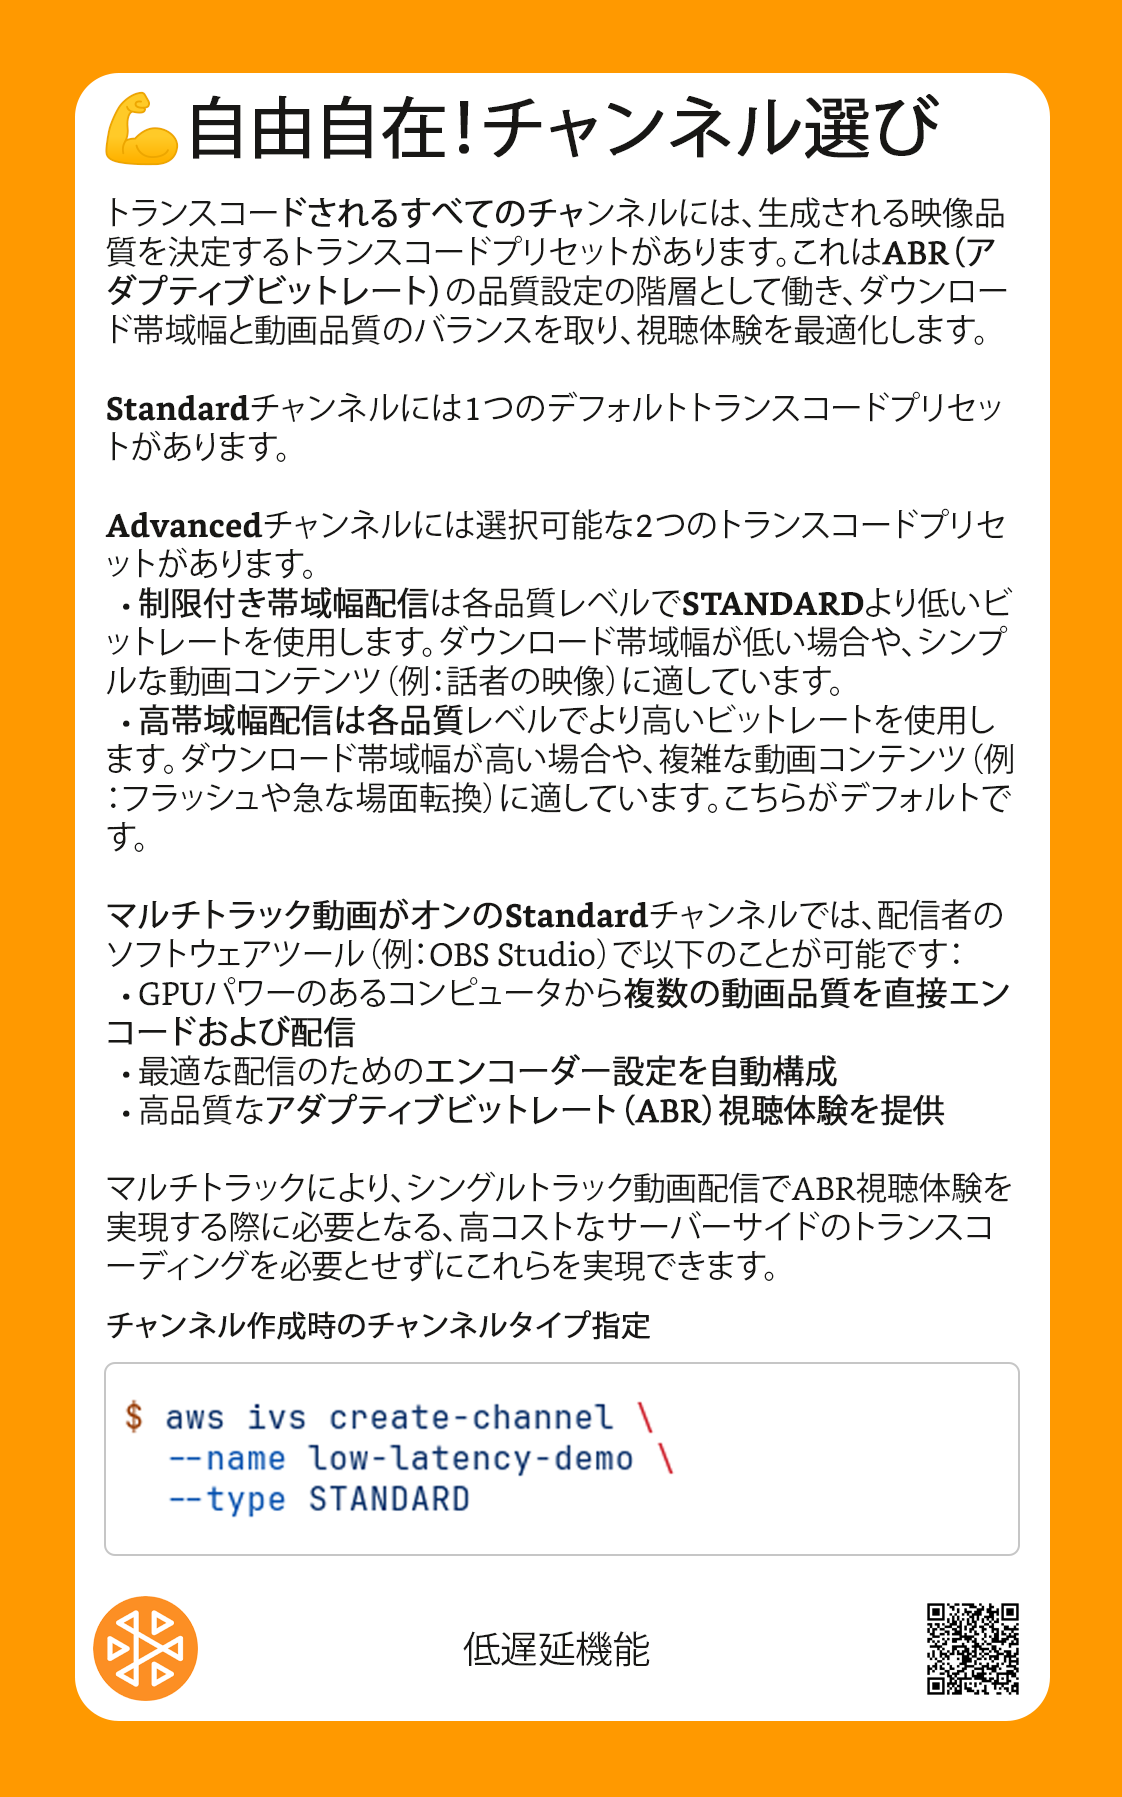 💪自由自在！チャンネル選び
トランスコードされるすべてのチャンネルには、生成される映像品
質を決定するトランスコードプリセットがあります。これはABR（ア
ダプティブビットレート）の品質設定の階層として働き、ダウンロー
ド帯域幅と動画品質のバランスを取り、視聴体験を最適化します。
Standardチャンネルには1つのデフォルトトランスコードプリセッ
トがあります。
Advancedチャンネルには選択可能な2つのトランスコードプリセ
ットがあります。
・制限付き帯域幅配信は各品質レベルでSTANDARDより低いビ
ットレートを使用します。ダウンロード帯域幅が低い場合や、シンプ
ルな動画コンテンツ（例：話者の映像）に適しています。
・高帯域幅配信は各品質レベルでより高いビットレートを使用し
ます。ダウンロード帯域幅が高い場合や、複雑な動画コンテンツ（例
：フラッシュや急な場面転換）に適しています。こちらがデフォルトで
す。
マルチトラック動画がオンのStandardチャンネルでは、配信者の
ソフトウェアツール（例：OBS Studio）で以下のことが可能です：
・GPUパワーのあるコンピュータから複数の動画品質を直接エン
コードおよび配信
・最適な配信のためのエンコーダー設定を自動構成
・高品質なアダプティブビットレート（ABR）視聴体験を提供
マルチトラックにより、シングルトラック動画配信でABR視聴体験を
実現する際に必要となる、高コストなサーバーサイドのトランスコ
ーディングを必要とせずにこれらを実現できます。
チャンネル作成時のチャンネルタイプ指定
$ aws ivs create-channel \
--name low-latency-demo \
--type STANDARD
低遅延機能